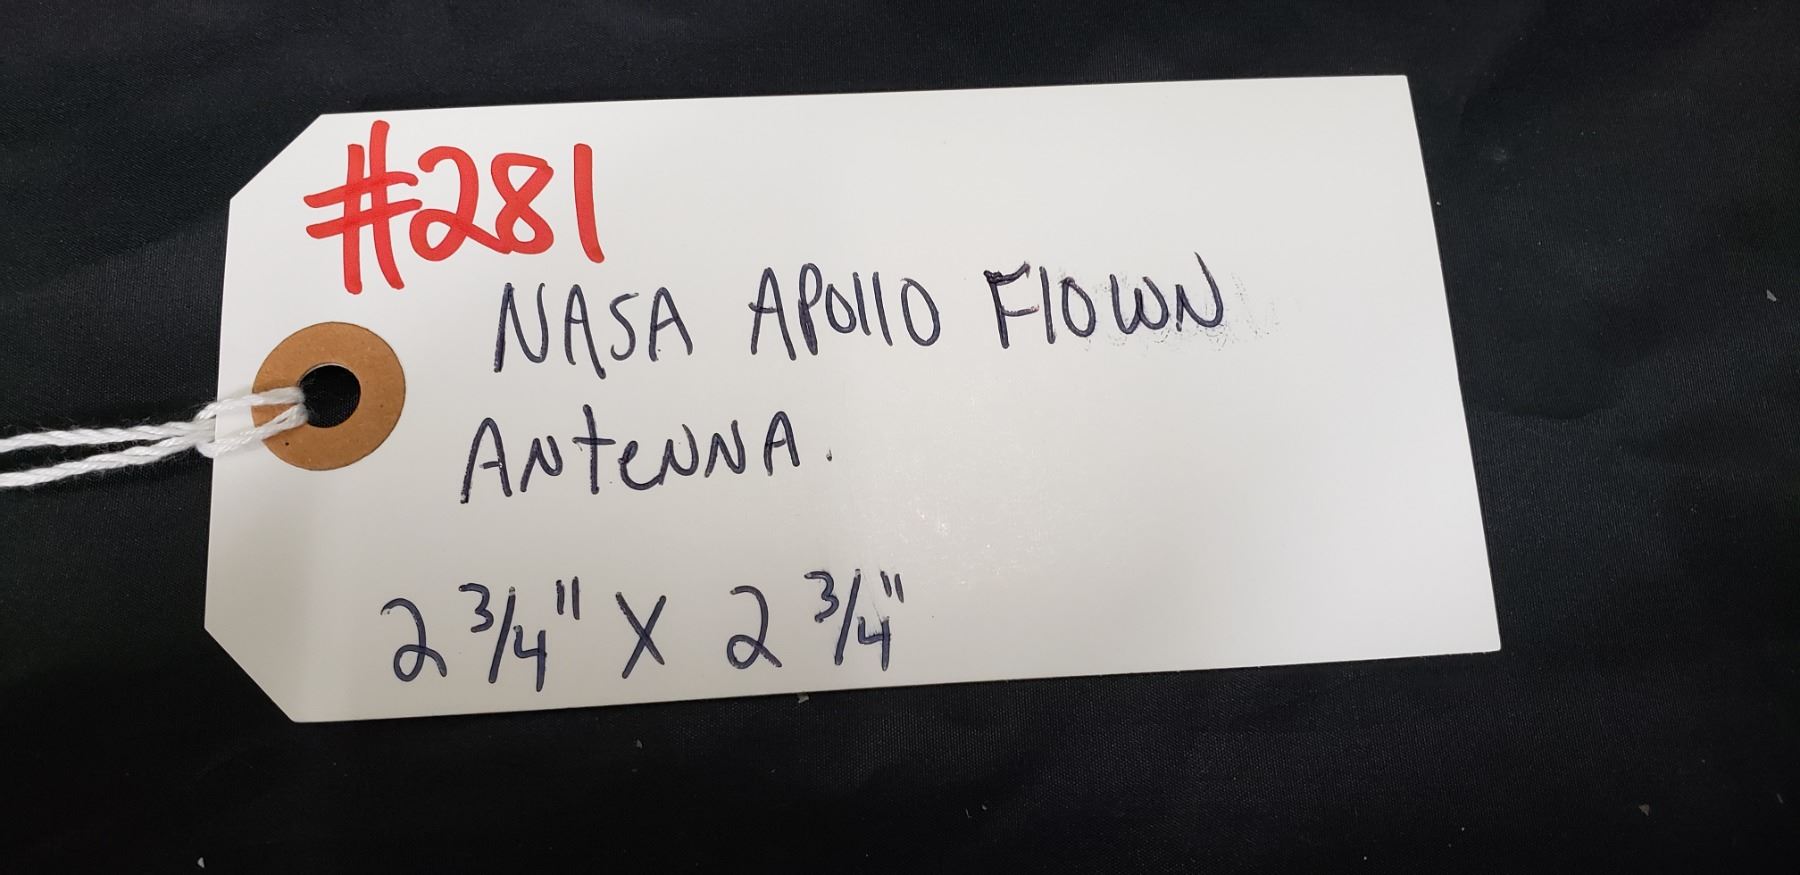 #281
NASA APOllO FlOWN
ANteNNA.
2 3/4" X 2 3/4"